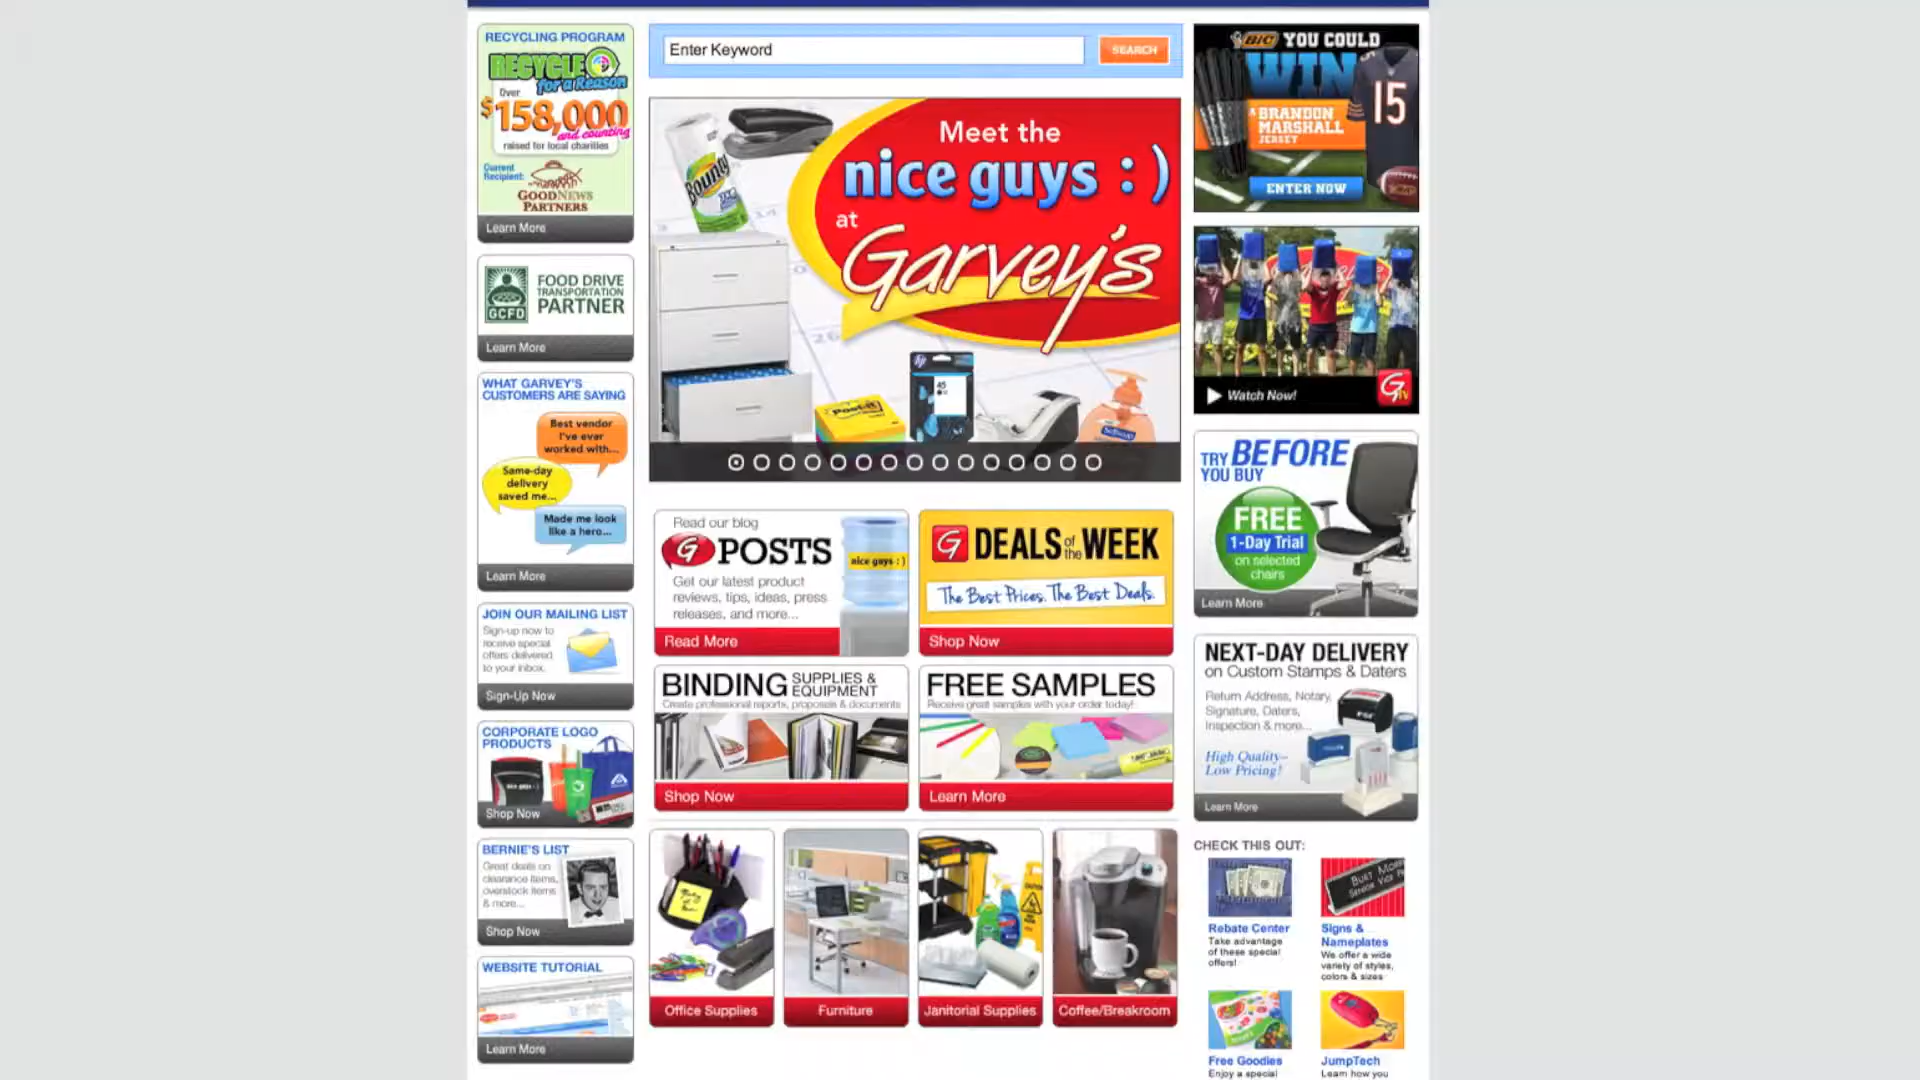 RECYCLING PROGRAM
RECYCLE
for a Reason
Over
$158,000
and counting
raised for local charities
Current
Recipient:
GOODNEWS
PARTNERS
Learn More
GCFD
FOOD DRIVE
TRANSPORTATION
PARTNER
Learn More
WHAT GARVEY'S
CUSTOMERS ARE SAYING
Best vendor
I've ever
worked with...
Same-day
delivery
saved me...
Made me look
like a hero...
Learn More
JOIN OUR MAILING LIST
Sign-up now to
receive special
offers delivered
to your inbox.
Sign-Up Now
CORPORATE LOGO
PRODUCTS
Shop Now
BERNIE'S LIST
Great deals on
clearance items,
overstock items
& more...
Shop Now
WEBSITE TUTORIAL
Learn More
Enter Keyword
SEARCH
Meet the
nice guys : )
at
Garvey's
Bounty
Post-it
hp
45
Softsoap
Read our blog
G POSTS
Get our latest product
reviews, tips, ideas, press
releases, and more...
nice guys : )
Read More
G DEALS of the WEEK
The Best Prices. The Best Deals.
Shop Now
BINDING SUPPLIES &
EQUIPMENT
Create professional reports, proposals & documents
Shop Now
FREE SAMPLES
Receive great samples with your order today!
Learn More
Office Supplies
Furniture
CAUTION
Janitorial Supplies
Coffee/Breakroom
BIC YOU COULD
WIN
A BRANDON
MARSHALL
JERSEY
15
BIC
ENTER NOW
Watch Now!
G TV
TRY BEFORE
YOU BUY
FREE
1-Day Trial
on selected
chairs
Learn More
NEXT-DAY DELIVERY
on Custom Stamps & Daters
Return Address, Notary,
Signature, Daters,
Inspection & more...
High Quality–
Low Pricing!
Learn More
CHECK THIS OUT:
Rebate Center
Take advantage
of these special
offers!
Signs &
Nameplates
We offer a wide
variety of styles,
colors & sizes
Free Goodies
Enjoy a special
JumpTech
Learn how you